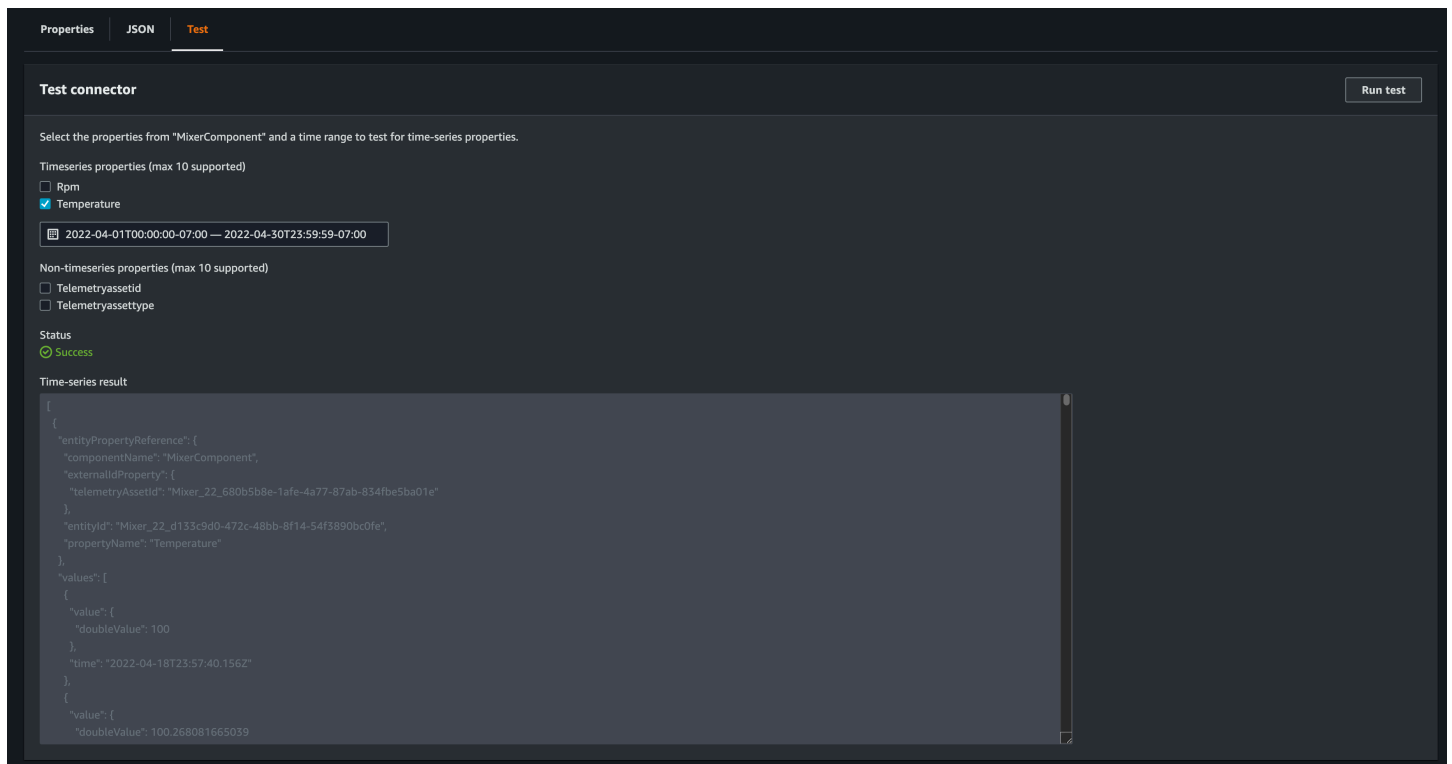 Properties JSON Test
Test connector Run test
Select the properties from "MixerComponent" and a time range to test for time-series properties.
Timeseries properties (max 10 supported)
Rpm
Temperature
2022-04-01T00:00:00-07:00 — 2022-04-30T23:59:59-07:00
Non-timeseries properties (max 10 supported)
Telemetryassetid
Telemetryassettype
Status
Success
Time-series result
[
{
"entityPropertyReference": {
"componentName": "MixerComponent",
"externalIdProperty": {
"telemetryAssetId": "Mixer_22_680b5b8e-1afe-4a77-87ab-834fbe5ba01e"
},
"entityId": "Mixer_22_d133c9d0-472c-48bb-8f14-54f3890bc0fe",
"propertyName": "Temperature"
},
"values": [
{
"value": {
"doubleValue": 100
},
"time": "2022-04-18T23:57:40.156Z"
},
{
"value": {
"doubleValue": 100.268081665039